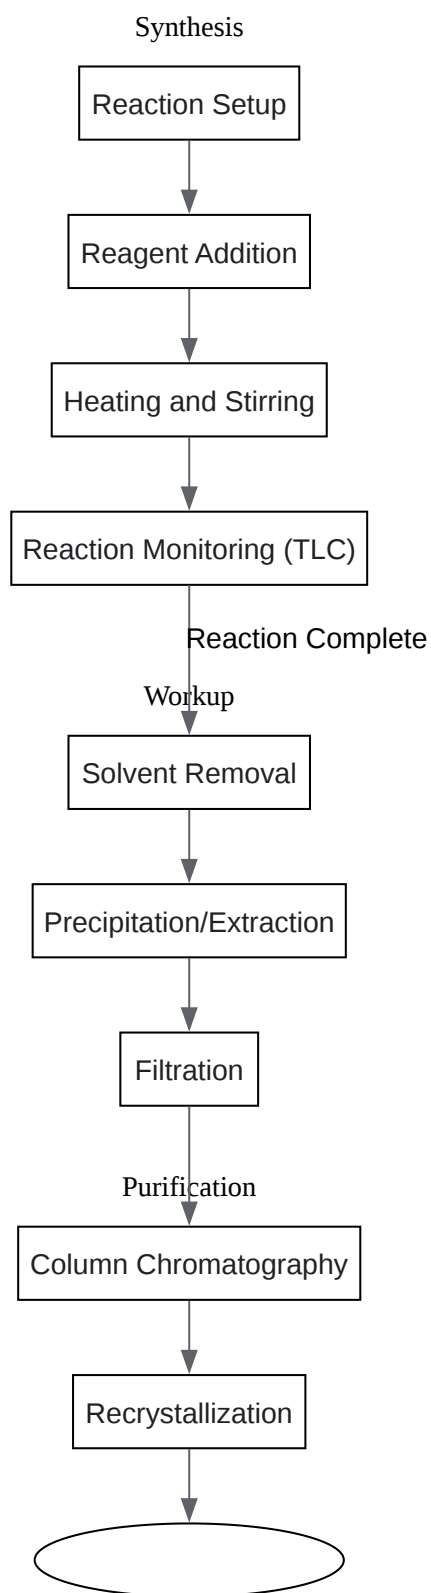 Synthesis
Reaction Setup
Reagent Addition
Heating and Stirring
Reaction Monitoring (TLC)
Reaction Complete
Workup
Solvent Removal
Precipitation/Extraction
Filtration
Purification
Column Chromatography
Recrystallization